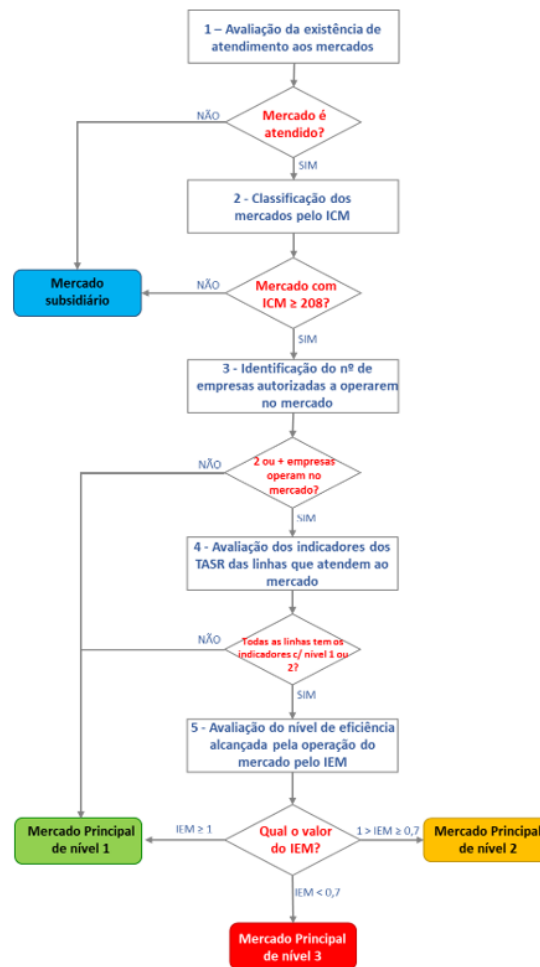 1 – Avaliação da existência de
atendimento aos mercados
NÃO
Mercado é
atendido?
SIM
2 - Classificação dos
mercados pelo ICM
Mercado
subsidiário
NÃO
Mercado com
ICM ≥ 208?
SIM
3 - Identificação do nº de
empresas autorizadas a operarem
no mercado
NÃO
2 ou + empresas
operam no
mercado?
SIM
4 - Avaliação dos indicadores dos
TASR das linhas que atendem ao
mercado
NÃO
Todas as linhas tem os
indicadores c/ nível 1 ou
2?
SIM
5 - Avaliação do nível de eficiência
alcançada pela operação do
mercado pelo IEM
Mercado Principal
de nível 1
IEM ≥ 1
Qual o valor
do IEM?
1 > IEM ≥ 0,7
Mercado Principal
de nível 2
IEM < 0,7
Mercado Principal
de nível 3